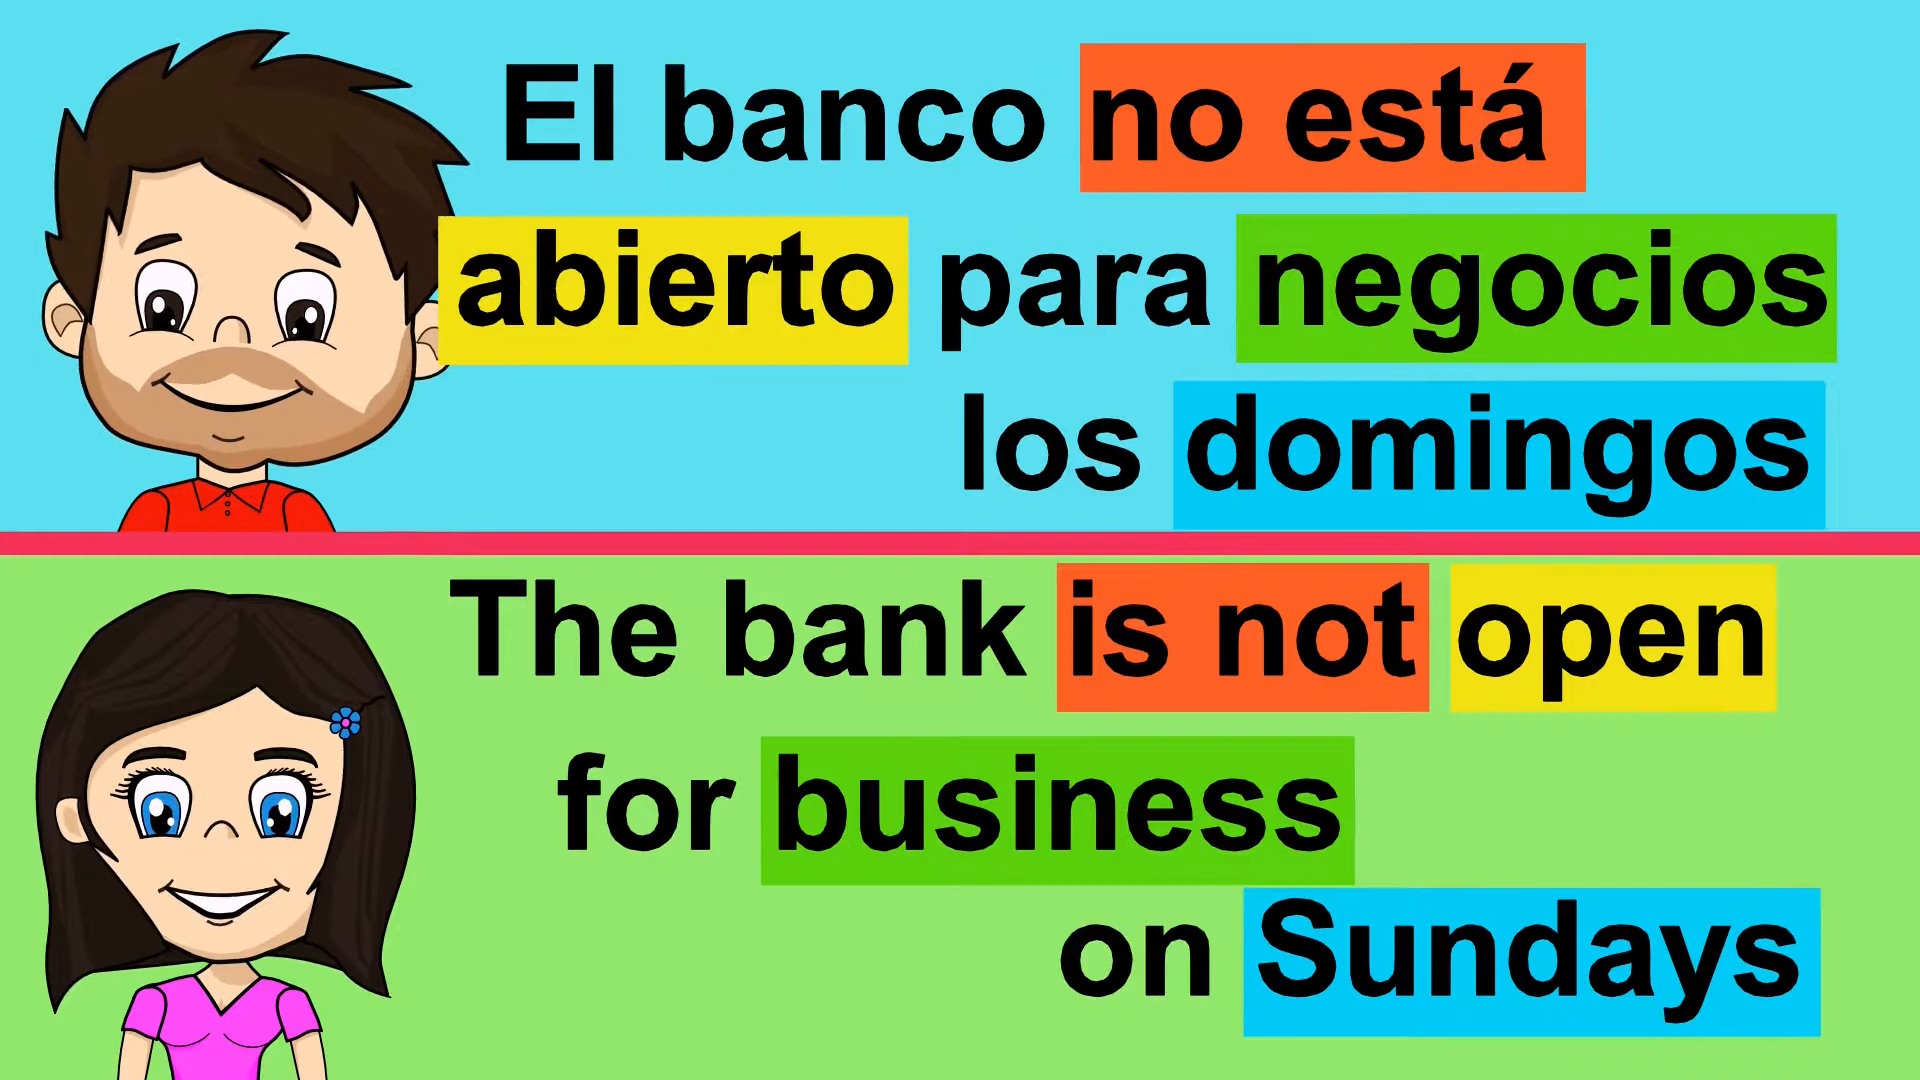 El banco no está
abierto para negocios
los domingos
The bank is not open
for business
on Sundays